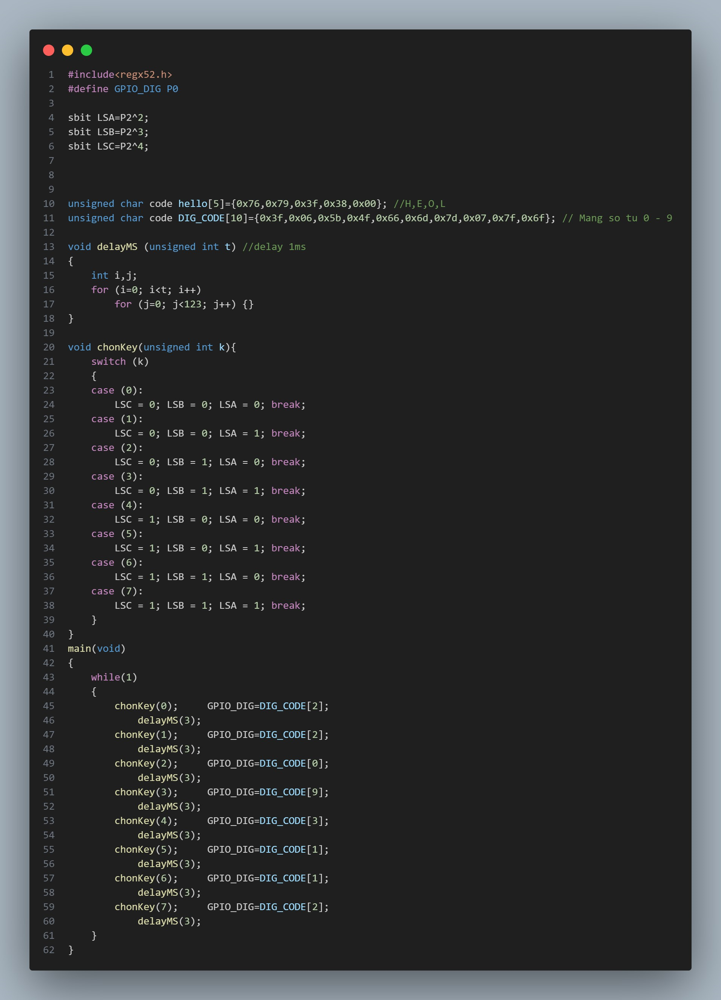 1 #include<regx52.h>
2 #define GPIO_DIG P0
3
4 sbit LSA=P2^2;
5 sbit LSB=P2^3;
6 sbit LSC=P2^4;
7
8
9
10 unsigned char code hello[5]={0x76,0x79,0x3f,0x38,0x00}; //H,E,O,L
11 unsigned char code DIG_CODE[10]={0x3f,0x06,0x5b,0x4f,0x66,0x6d,0x7d,0x07,0x7f,0x6f}; // Mang so tu 0 - 9
12
13 void delayMS (unsigned int t) //delay 1ms
14 {
15     int i,j;
16     for (i=0; i<t; i++)
17         for (j=0; j<123; j++) {}
18 }
19
20 void chonKey(unsigned int k){
21     switch (k)
22     {
23     case (0):
24         LSC = 0; LSB = 0; LSA = 0; break;
25     case (1):
26         LSC = 0; LSB = 0; LSA = 1; break;
27     case (2):
28         LSC = 0; LSB = 1; LSA = 0; break;
29     case (3):
30         LSC = 0; LSB = 1; LSA = 1; break;
31     case (4):
32         LSC = 1; LSB = 0; LSA = 0; break;
33     case (5):
34         LSC = 1; LSB = 0; LSA = 1; break;
35     case (6):
36         LSC = 1; LSB = 1; LSA = 0; break;
37     case (7):
38         LSC = 1; LSB = 1; LSA = 1; break;
39     }
40 }
41 main(void)
42 {
43     while(1)
44     {
45         chonKey(0);     GPIO_DIG=DIG_CODE[2];
46             delayMS(3);
47         chonKey(1);     GPIO_DIG=DIG_CODE[2];
48             delayMS(3);
49         chonKey(2);     GPIO_DIG=DIG_CODE[0];
50             delayMS(3);
51         chonKey(3);     GPIO_DIG=DIG_CODE[9];
52             delayMS(3);
53         chonKey(4);     GPIO_DIG=DIG_CODE[3];
54             delayMS(3);
55         chonKey(5);     GPIO_DIG=DIG_CODE[1];
56             delayMS(3);
57         chonKey(6);     GPIO_DIG=DIG_CODE[1];
58             delayMS(3);
59         chonKey(7);     GPIO_DIG=DIG_CODE[2];
60             delayMS(3);
61     }
62 }